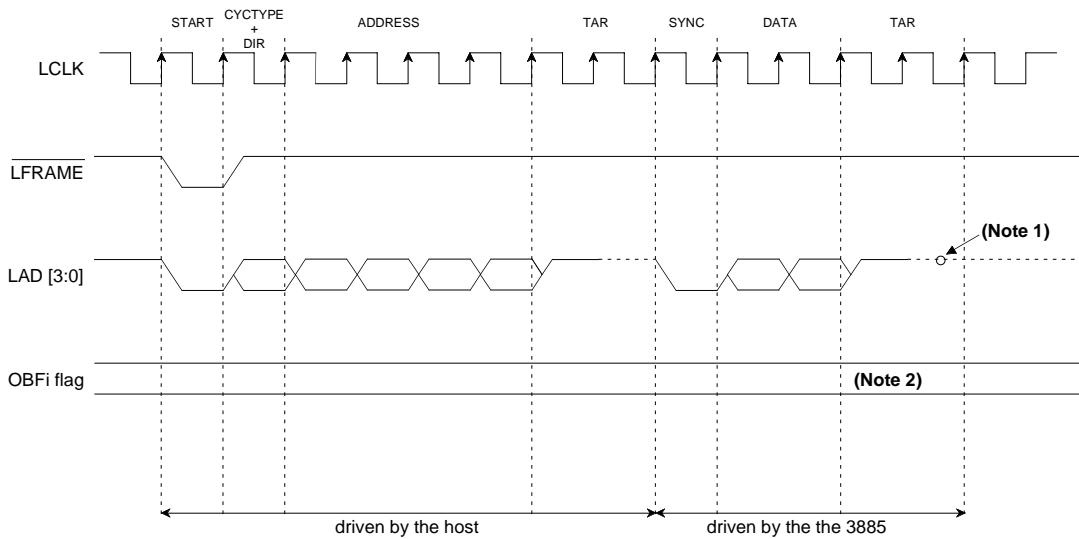 START
CYCTYPE
+
DIR
ADDRESS
TAR
SYNC
DATA
TAR
LCLK
LFRAME
(Note 1)
LAD [3:0]
OBFi flag
(Note 2)
driven by the host
driven by the the 3885